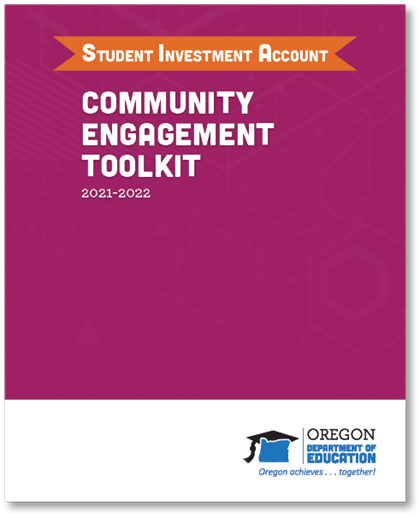 Student Investment Account
COMMUNITY
ENGAGEMENT
TOOLKIT
2021-2022
OREGON
DEPARTMENT OF
EDUCATION
Oregon achieves . . . together!